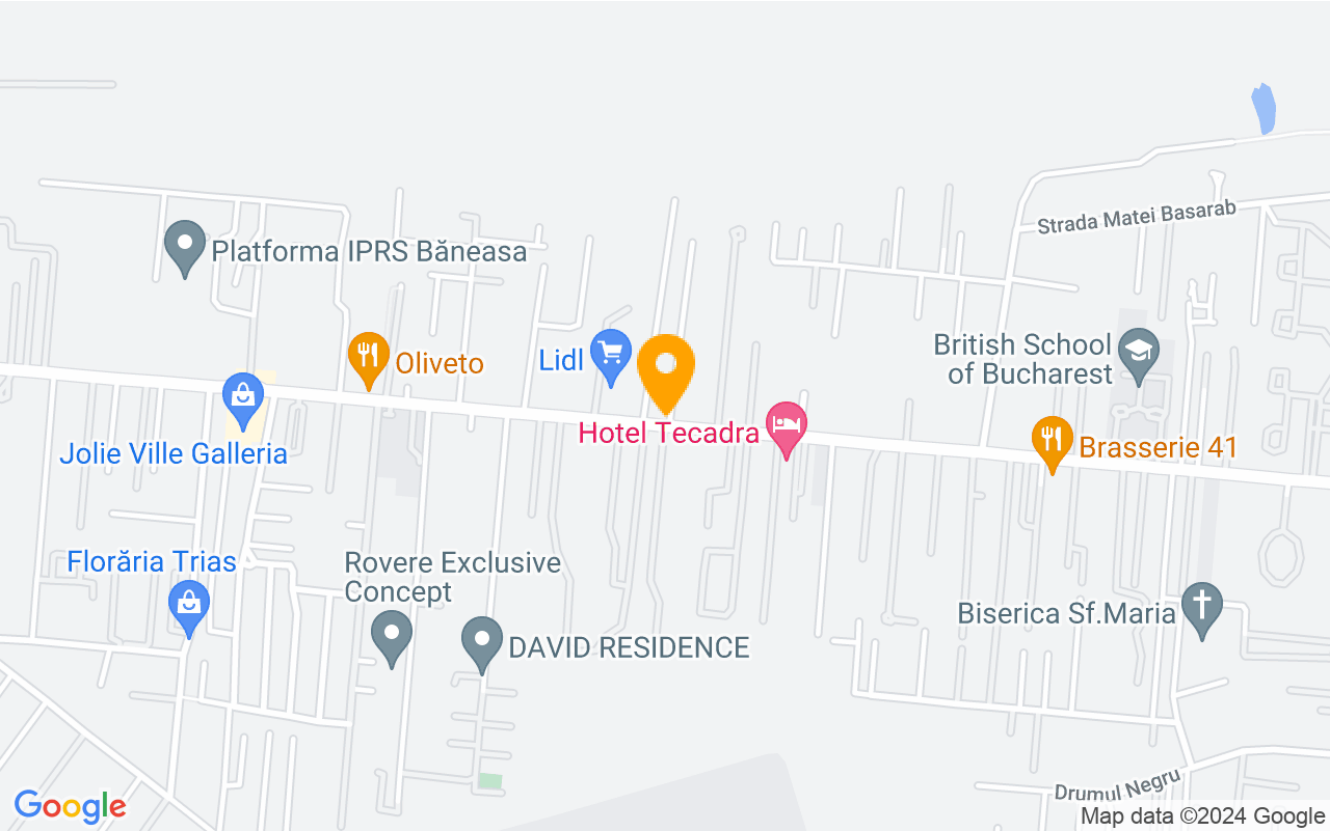 Strada Matei Basarab
Platforma IPRS Băneasa
British School
of Bucharest
Lidl
Oliveto
Hotel Tecadra
Brasserie 41
Jolie Ville Galleria
Florăria Trias
Rovere Exclusive
Concept
Biserica Sf.Maria
DAVID RESIDENCE
Drumul Negru
Google
Map data ©2024 Google